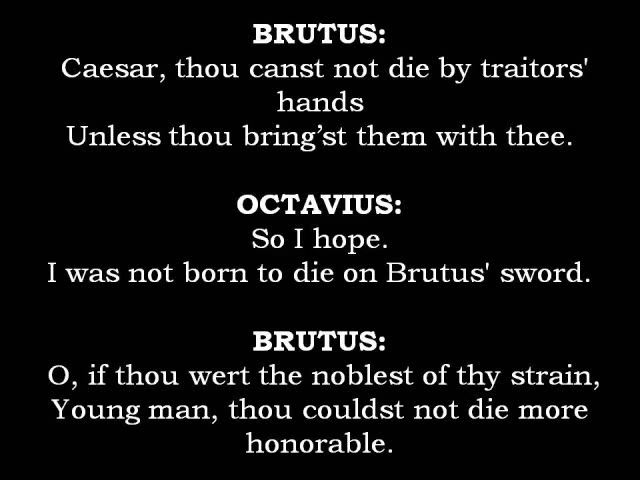 BRUTUS:
Caesar, thou canst not die by traitors'
hands
Unless thou bring’st them with thee.
OCTAVIUS:
So I hope.
I was not born to die on Brutus' sword.
BRUTUS:
O, if thou wert the noblest of thy strain,
Young man, thou couldst not die more
honorable.